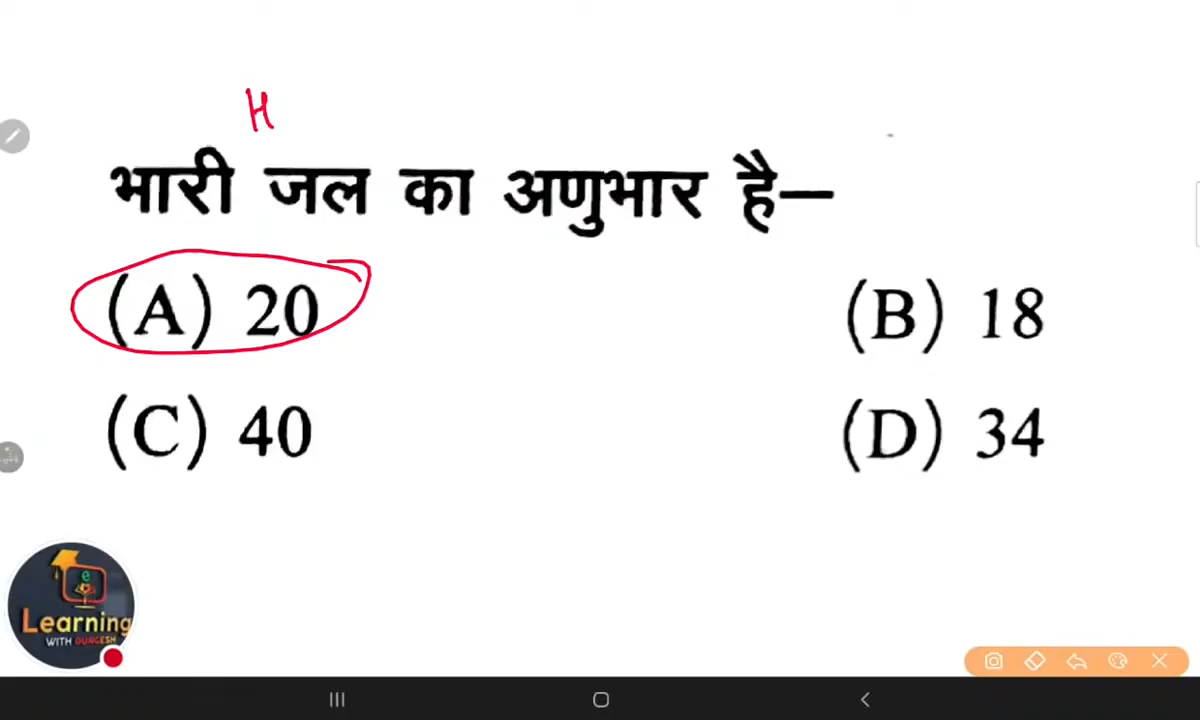 H
भारी जल का अणुभार है—
(A) 20
(B) 18
(C) 40
(D) 34
e
Learning
WITH DURGESH